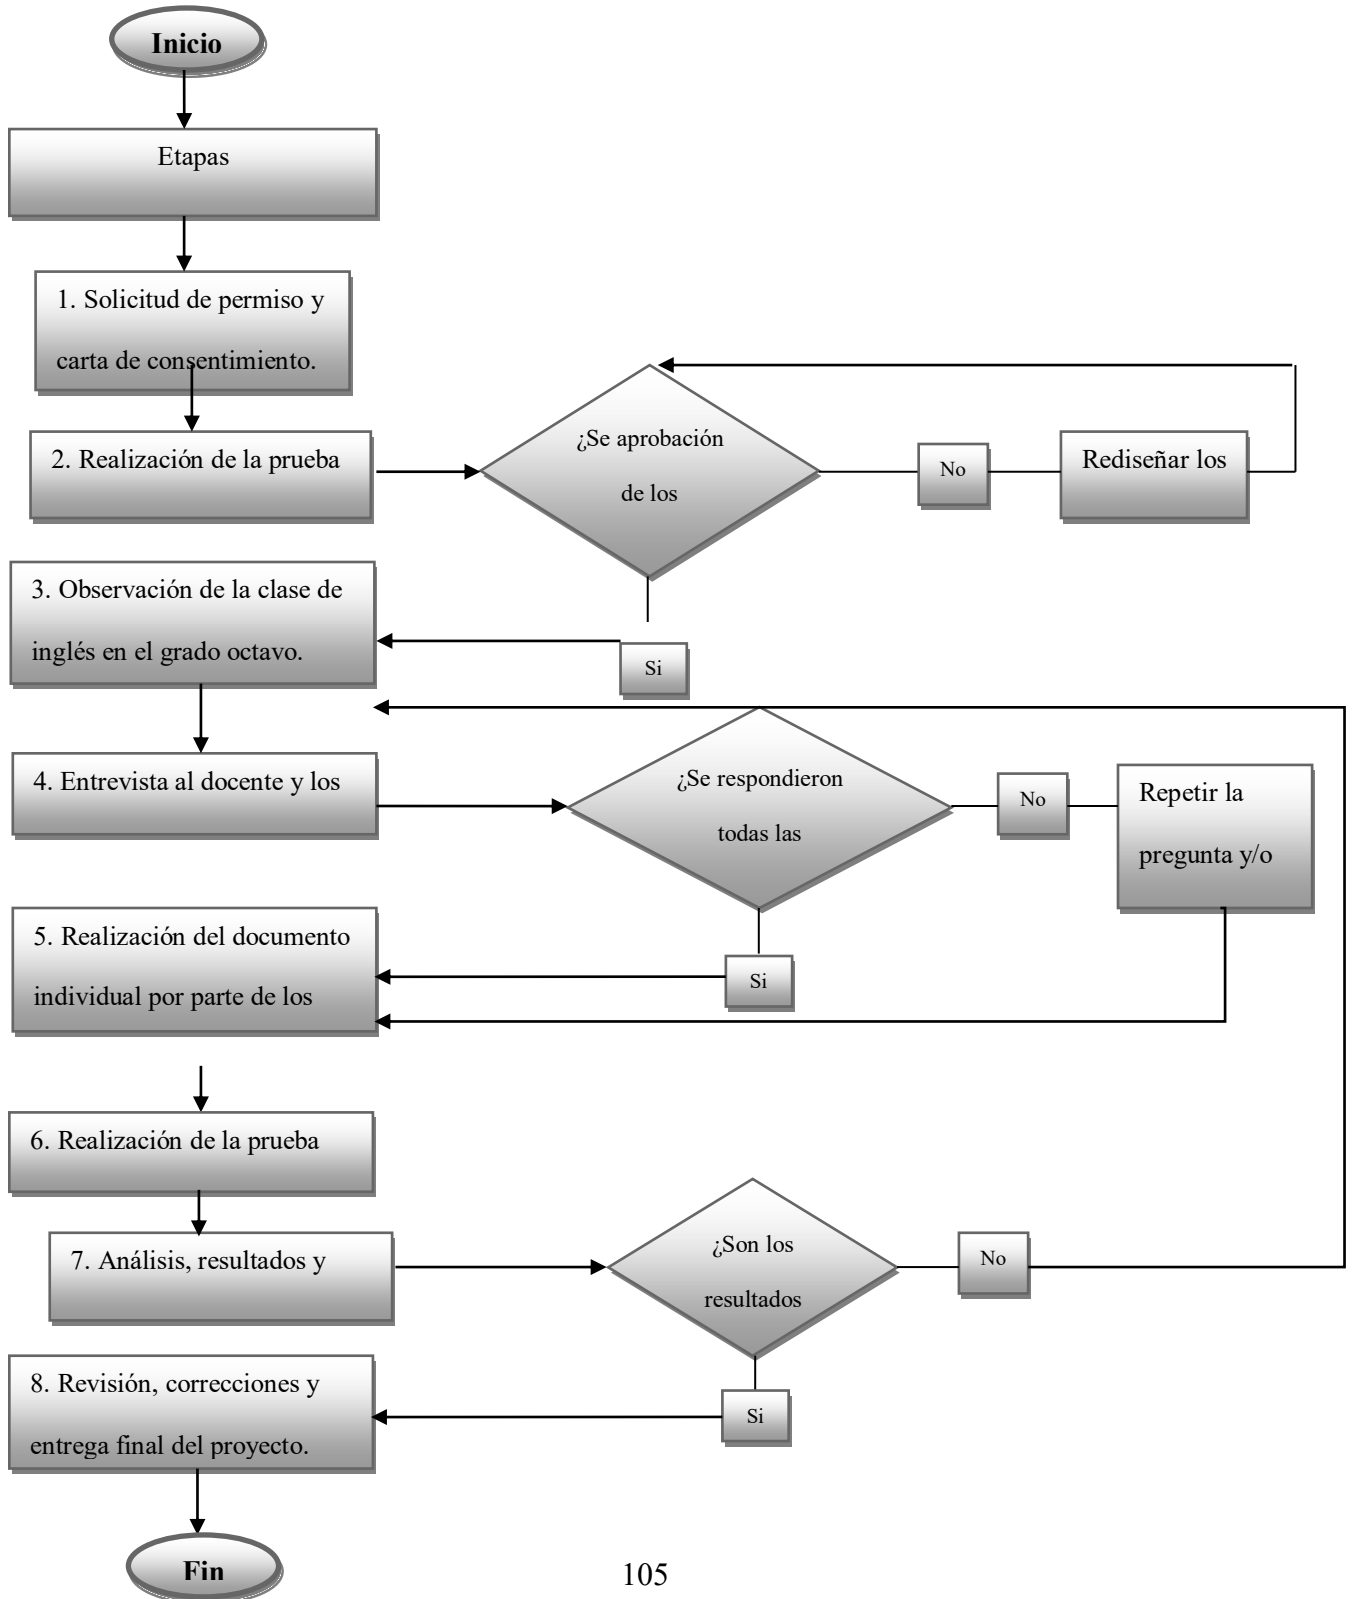 Inicio
Etapas
1. Solicitud de permiso y
carta de consentimiento.
2. Realización de la prueba
¿Se aprobación
de los
No
Rediseñar los
3. Observación de la clase de
inglés en el grado octavo.
Si
4. Entrevista al docente y los
¿Se respondieron
todas las
No
Repetir la
pregunta y/o
5. Realización del documento
individual por parte de los
Si
6. Realización de la prueba
7. Análisis, resultados y
¿Son los
resultados
No
8. Revisión, correcciones y
entrega final del proyecto.
Si
Fin
105